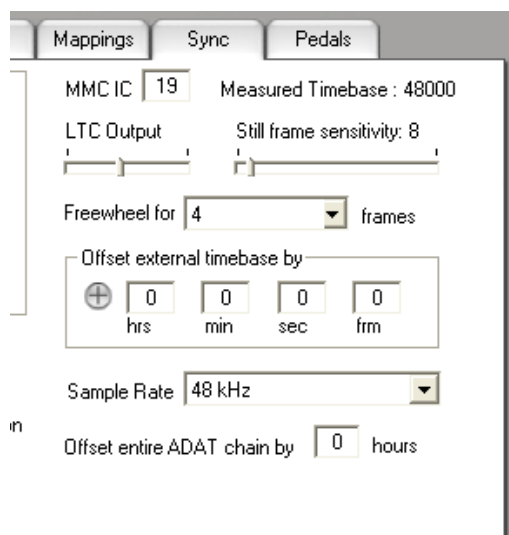 Mappings Sync Pedals
MMC IC 19 Measured Timebase : 48000
LTC Output Still frame sensitivity: 8
Freewheel for 4 frames
Offset external timebase by
0 0 0 0
hrs min sec frm
Sample Rate 48 kHz
on
Offset entire ADAT chain by 0 hours